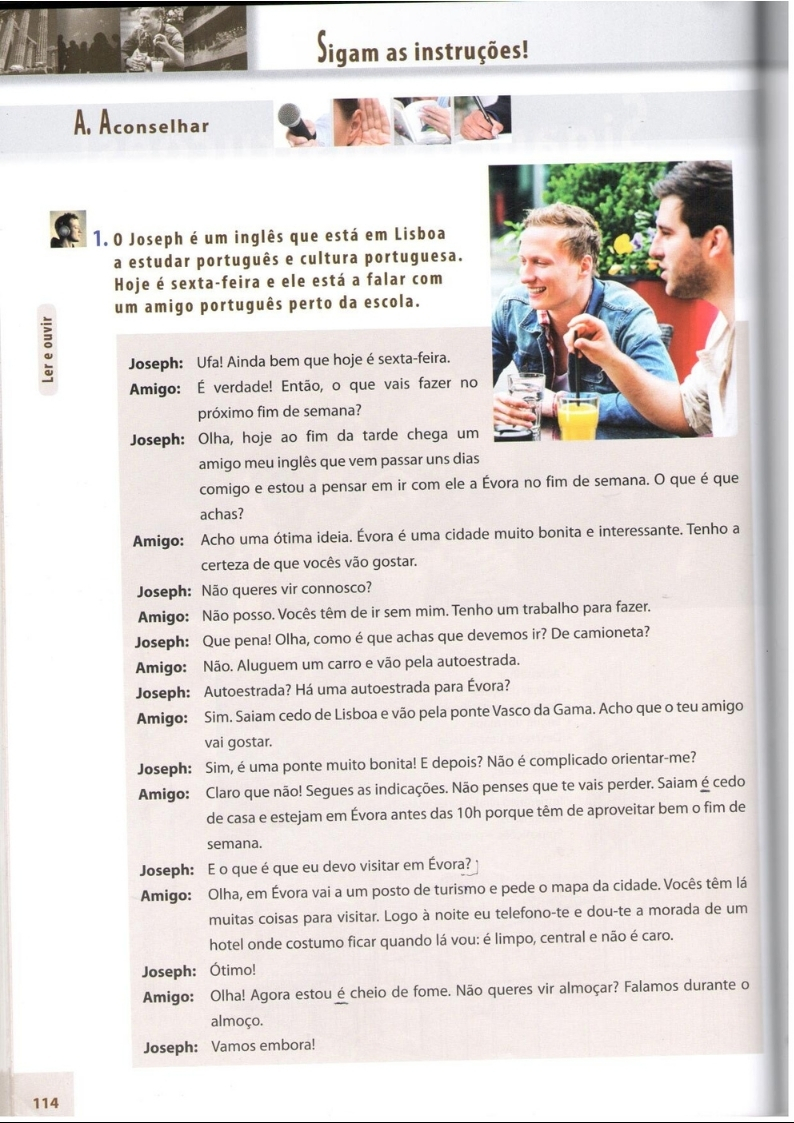 Sigam as instruções!
A. Aconselhar
1. O Joseph é um inglês que está em Lisboa
a estudar português e cultura portuguesa.
Hoje é sexta-feira e ele está a falar com
um amigo português perto da escola.
Ler e ouvir
Joseph: Ufa! Ainda bem que hoje é sexta-feira.
Amigo: É verdade! Então, o que vais fazer no
próximo fim de semana?
Joseph: Olha, hoje ao fim da tarde chega um
amigo meu inglês que vem passar uns dias
comigo e estou a pensar em ir com ele a Évora no fim de semana. O que é que
achas?
Amigo: Acho uma ótima ideia. Évora é uma cidade muito bonita e interessante. Tenho a
certeza de que vocês vão gostar.
Joseph: Não queres vir connosco?
Amigo: Não posso. Vocês têm de ir sem mim. Tenho um trabalho para fazer.
Joseph: Que pena! Olha, como é que achas que devemos ir? De camioneta?
Amigo: Não. Aluguem um carro e vão pela autoestrada.
Joseph: Autoestrada? Há uma autoestrada para Évora?
Amigo: Sim. Saiam cedo de Lisboa e vão pela ponte Vasco da Gama. Acho que o teu amigo
vai gostar.
Joseph: Sim, é uma ponte muito bonita! E depois? Não é complicado orientar-me?
Amigo: Claro que não! Segues as indicações. Não penses que te vais perder. Saiam é cedo
de casa e estejam em Évora antes das 10h porque têm de aproveitar bem o fim de
semana.
Joseph: E o que é que eu devo visitar em Évora?
Amigo: Olha, em Évora vai a um posto de turismo e pede o mapa da cidade. Vocês têm lá
muitas coisas para visitar. Logo à noite eu telefono-te e dou-te a morada de um
hotel onde costumo ficar quando lá vou: é limpo, central e não é caro.
Joseph: Ótimo!
Amigo: Olha! Agora estou é cheio de fome. Não queres vir almoçar? Falamos durante o
almoço.
Joseph: Vamos embora!
114